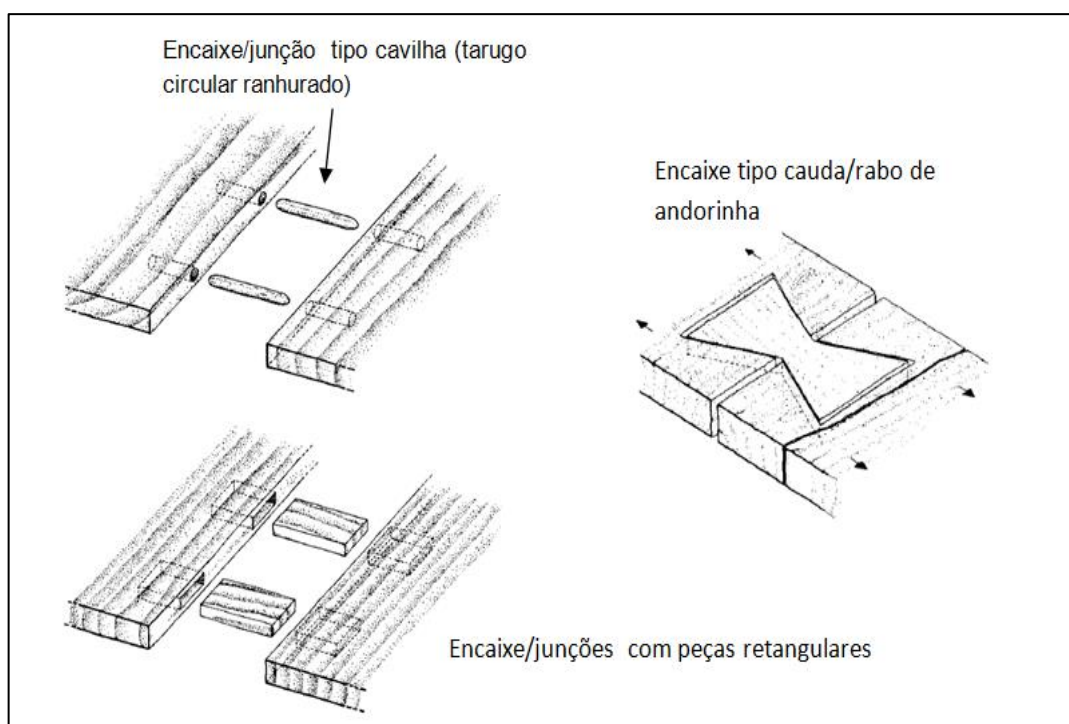 Encaixe/junção tipo cavilha (tarugo
circular ranhurado)
Encaixe tipo cauda/rabo de
andorinha
Encaixe/junções com peças retangulares